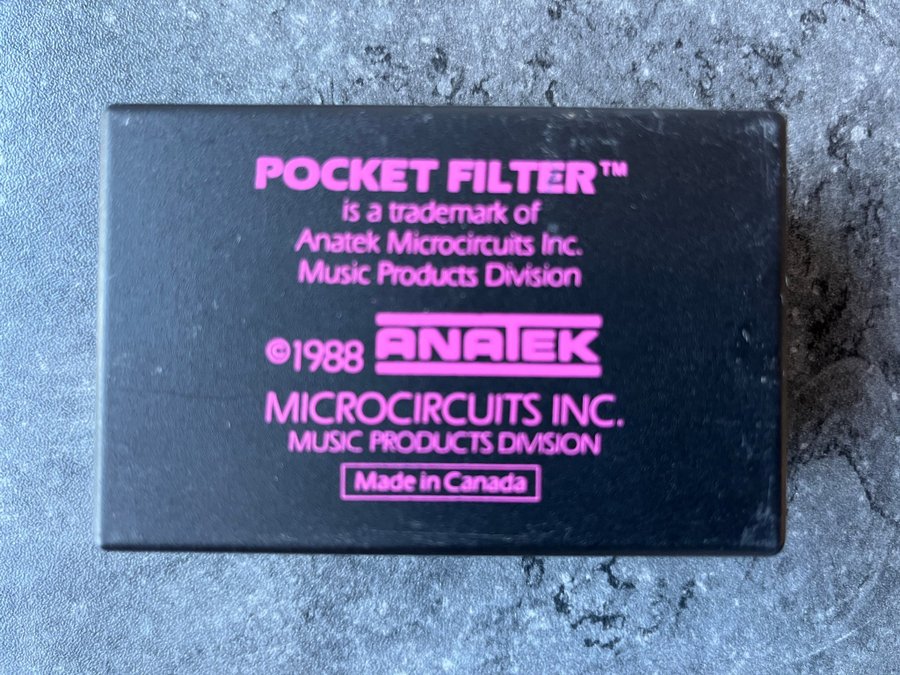 POCKET FILTER™
is a trademark of
Anatek Microcircuits Inc.
Music Products Division
©1988 ANATEK
MICROCIRCUITS INC.
MUSIC PRODUCTS DIVISION
Made in Canada